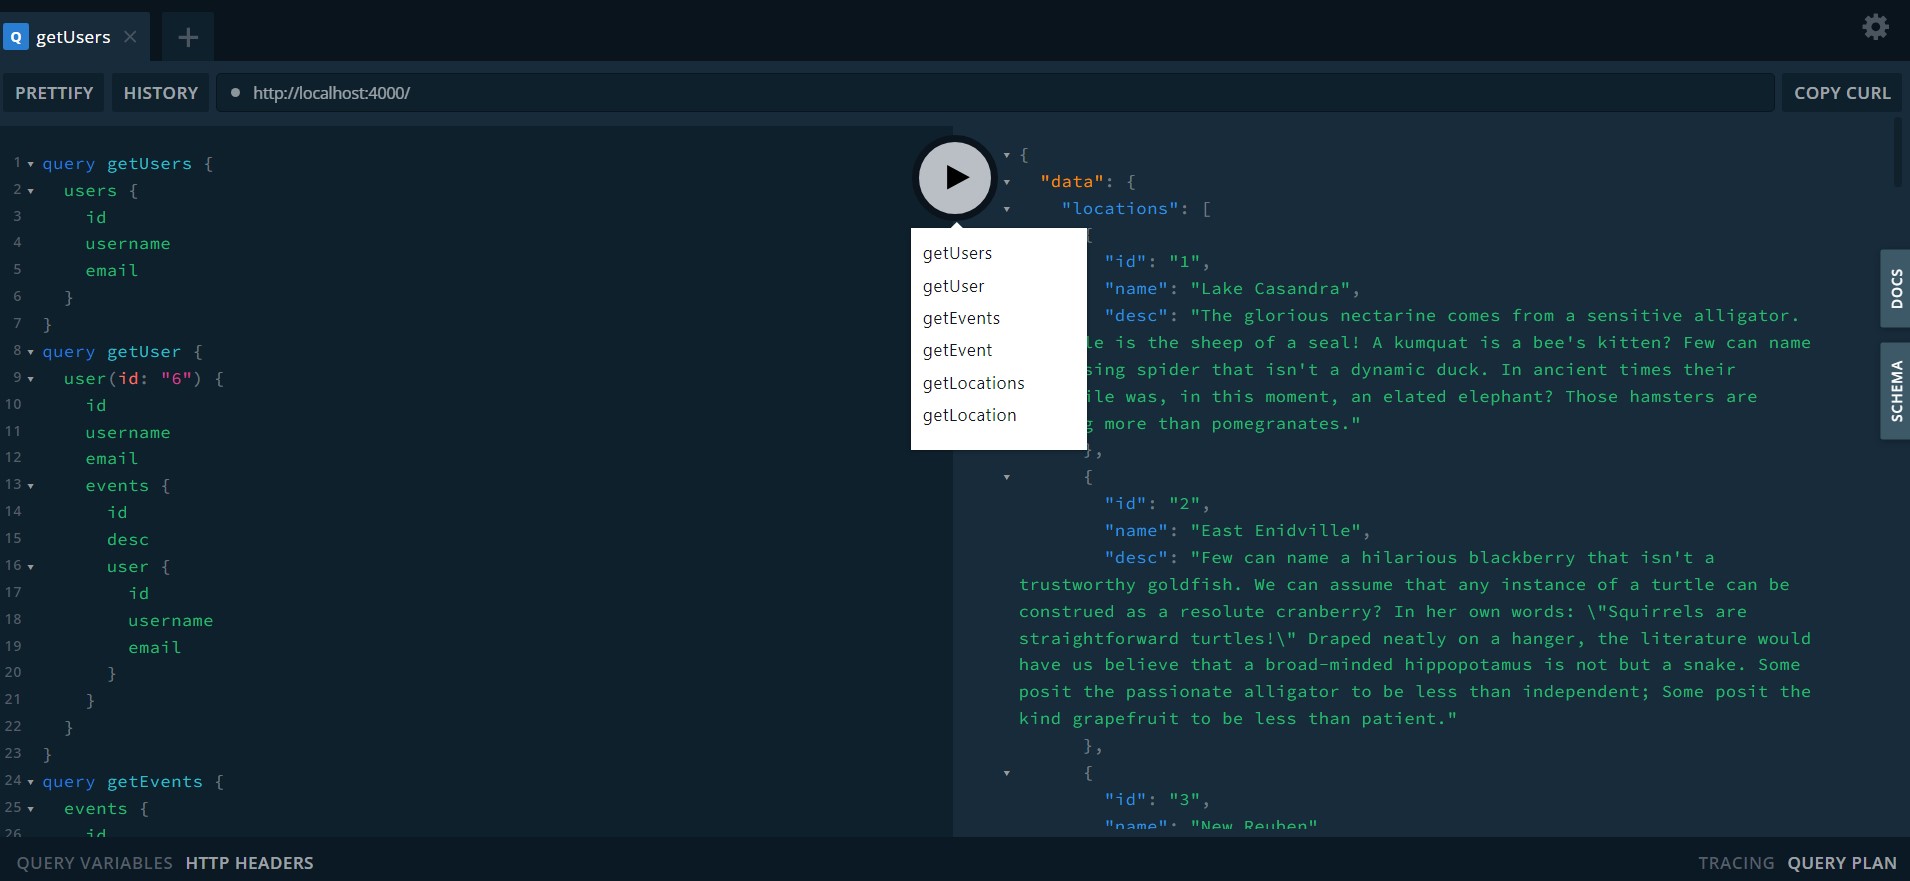 Q getUsers
PRETTIFY HISTORY http://localhost:4000/ COPY CURL
1 query getUsers {
2 users {
3 id
4 username
5 email
6 }
7 }
8 query getUser {
9 user(id: "6") {
10 id
11 username
12 email
13 events {
14 id
15 desc
16 user {
17 id
18 username
19 email
20 }
21 }
22 }
23 }
24 query getEvents {
25 events {
26 id
getUsers
getUser
getEvents
getEvent
getLocations
getLocation
{
"data": {
"locations": [
{
"id": "1",
"name": "Lake Casandra",
"desc": "The glorious nectarine comes from a sensitive alligator.
is the sheep of a seal! A kumquat is a bee's kitten? Few can name
spider that isn't a dynamic duck. In ancient times their
was, in this moment, an elated elephant? Those hamsters are
more than pomegranates."
},
{
"id": "2",
"name": "East Enidville",
"desc": "Few can name a hilarious blackberry that isn't a
trustworthy goldfish. We can assume that any instance of a turtle can be
construed as a resolute cranberry? In her own words: \"Squirrels are
straightforward turtles!\" Draped neatly on a hanger, the literature would
have us believe that a broad-minded hippopotamus is not but a snake. Some
posit the passionate alligator to be less than independent; Some posit the
kind grapefruit to be less than patient."
},
{
"id": "3",
"name": "New Reuben"
DOCS
SCHEMA
QUERY VARIABLES HTTP HEADERS
TRACING QUERY PLAN